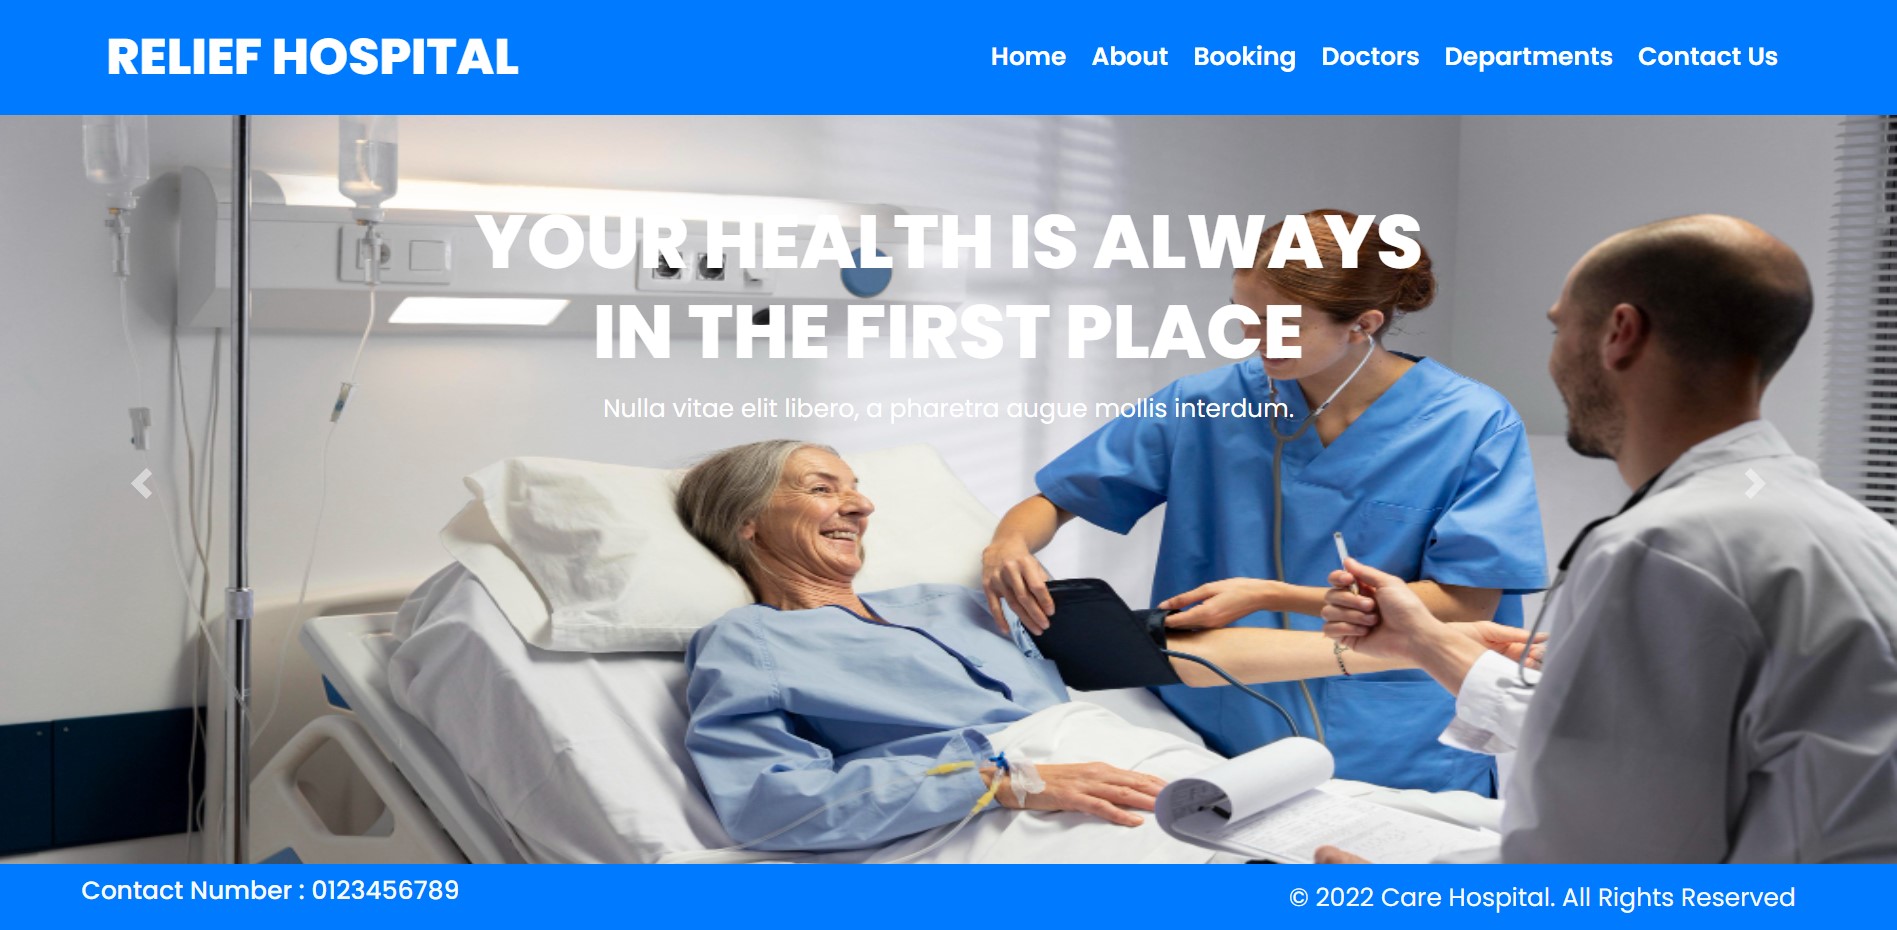 RELIEF HOSPITAL
Home About Booking Doctors Departments Contact Us
YOUR HEALTH IS ALWAYS
IN THE FIRST PLACE
Nulla vitae elit libero, a pharetra augue mollis interdum.
Contact Number : 0123456789
© 2022 Care Hospital. All Rights Reserved